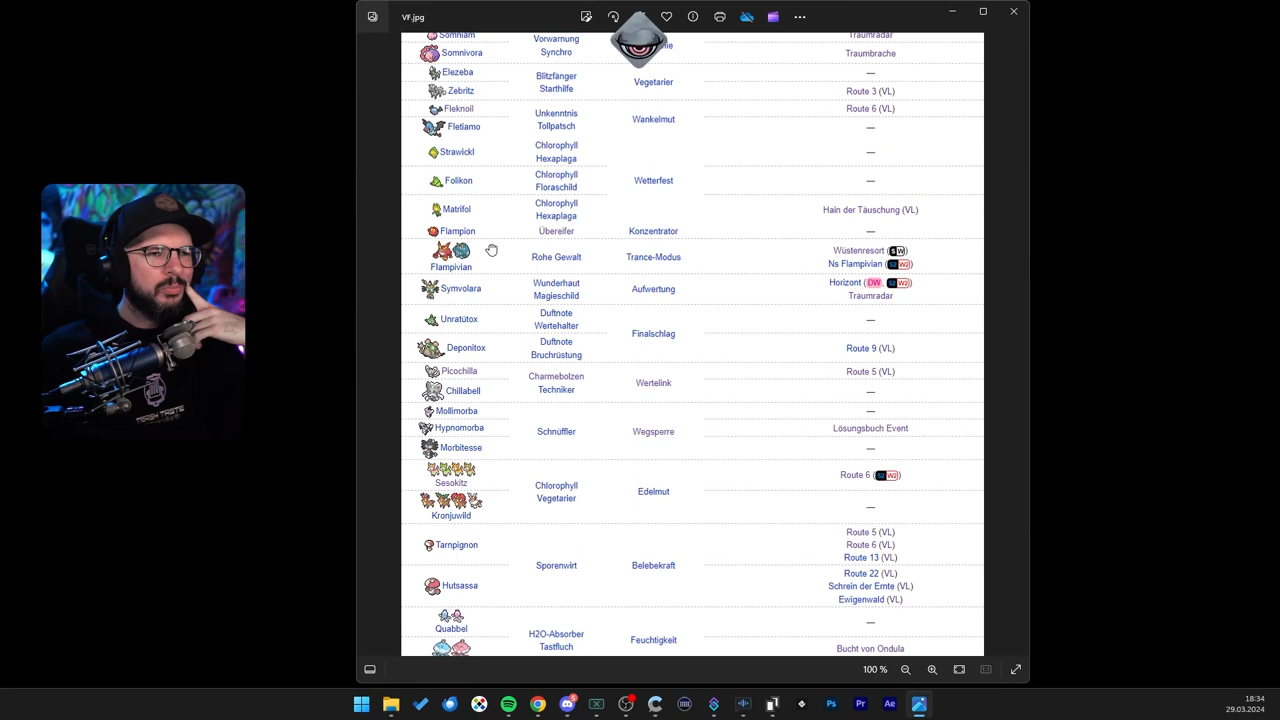 VF.jpg
Somniam
Vorwarnung
Synchro
Traumradar
Somnivora
Traumbrache
Elezeba
Zebritz
Blitzfänger
Starthilfe
Vegetarier
—
Route 3 (VL)
Fleknoil
Fletiamo
Unkenntnis
Tollpatsch
Wankelmut
Route 6 (VL)
—
Strawickl
Chlorophyll
Hexaplaga
—
Folikon
Chlorophyll
Floraschild
Wetterfest
—
Matrifol
Chlorophyll
Hexaplaga
Hain der Täuschung (VL)
Flampion
Übereifer
Konzentrator
—
Flampivian
Rohe Gewalt
Trance-Modus
Wüstenresort (SW)
Ns Flampivian (S2W2)
Symvolara
Wunderhaut
Magieschild
Aufwertung
Horizont (DW, S2W2)
Traumradar
Unratütox
Duftnote
Wertehalter
Finalschlag
—
Deponitox
Duftnote
Bruchrüstung
Route 9 (VL)
Picochilla
Chillabell
Charmebolzen
Techniker
Wertelink
Route 5 (VL)
—
Mollimorba
Hypnomorba
Morbitesse
Schnüffler
Wegsperre
—
Lösungsbuch Event
—
Sesokitz
Kronjuwild
Chlorophyll
Vegetarier
Edelmut
Route 6 (S2W2)
—
Tarnpignon
Hutsassa
Sporenwirt
Belebekraft
Route 5 (VL)
Route 6 (VL)
Route 13 (VL)
Route 22 (VL)
Schrein der Ernte (VL)
Ewigenwald (VL)
Quabbel
H2O-Absorber
Tastfluch
Feuchtigkeit
—
Bucht von Ondula
100 %
18:34
29.03.2024